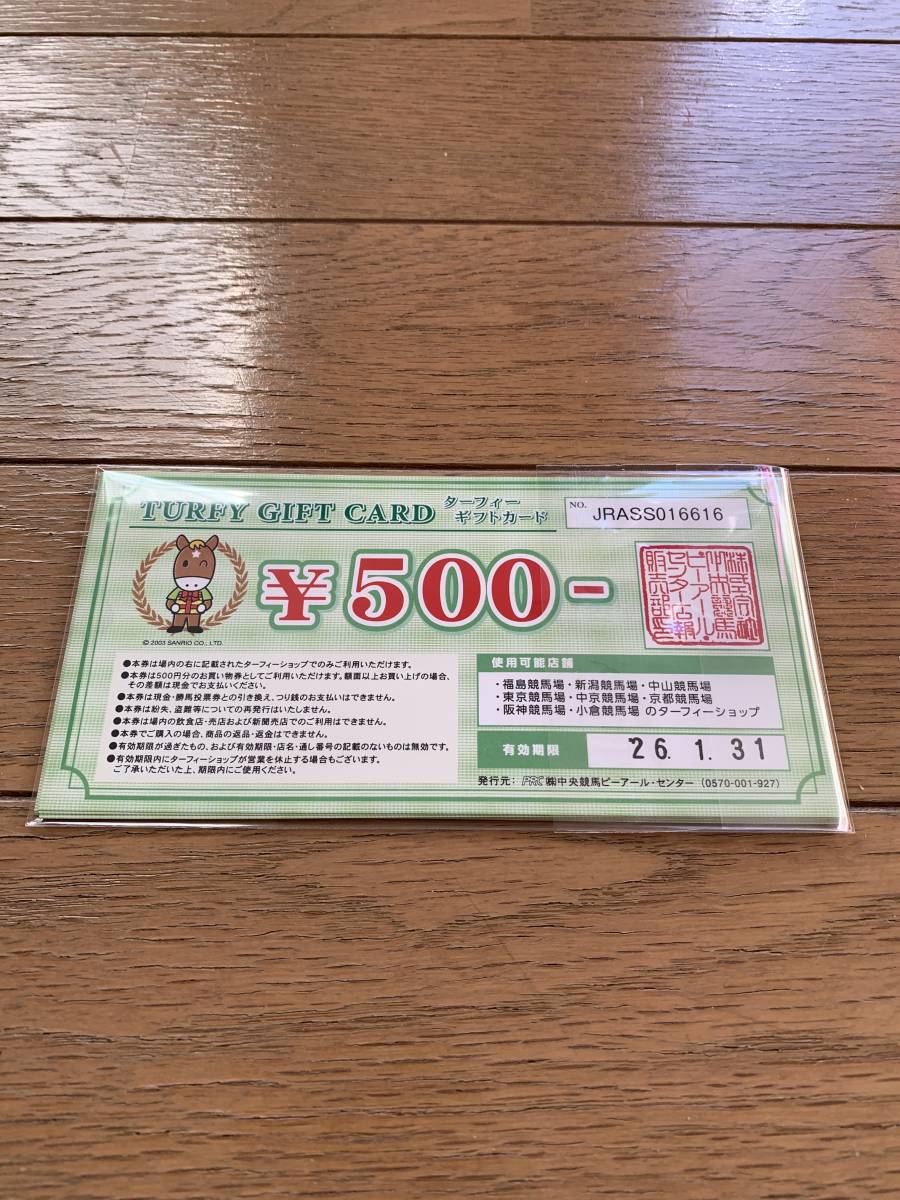 TURFY GIFT CARD ターフィー
ギフトカード
NO.
JRASS016616
¥500-
© 2003 SANRIO CO., LTD.
●本券は場内の右に記載されたターフィーショップでのみご利用いただけます。
●本券は500円分のお買い物券としてご利用いただけます。額面以上お買い上げの場合、
その差額は現金でお支払いください。
●本券は現金・勝馬投票券との引き換え、つり銭のお支払いはできません。
●本券は紛失、盗難等についての再発行はいたしません。
●本券は場内の飲食店・売店および新聞売店でのご利用はできません。
●本券でご購入の場合、商品の返品・返金はできません。
●有効期限が過ぎたもの、および有効期限・店名・通し番号の記載のないものは無効です。
●有効期限内にターフィーショップが営業を休止する場合もございます。
ご了承いただいた上、期限内にご使用ください。
使用可能店舗
・福島競馬場・新潟競馬場・中山競馬場
・東京競馬場・中京競馬場・京都競馬場
・阪神競馬場・小倉競馬場 のターフィーショップ
有効期限
'26.1.31
発行元: PRC ㈱中央競馬ピーアール・センター (0570-001-927)